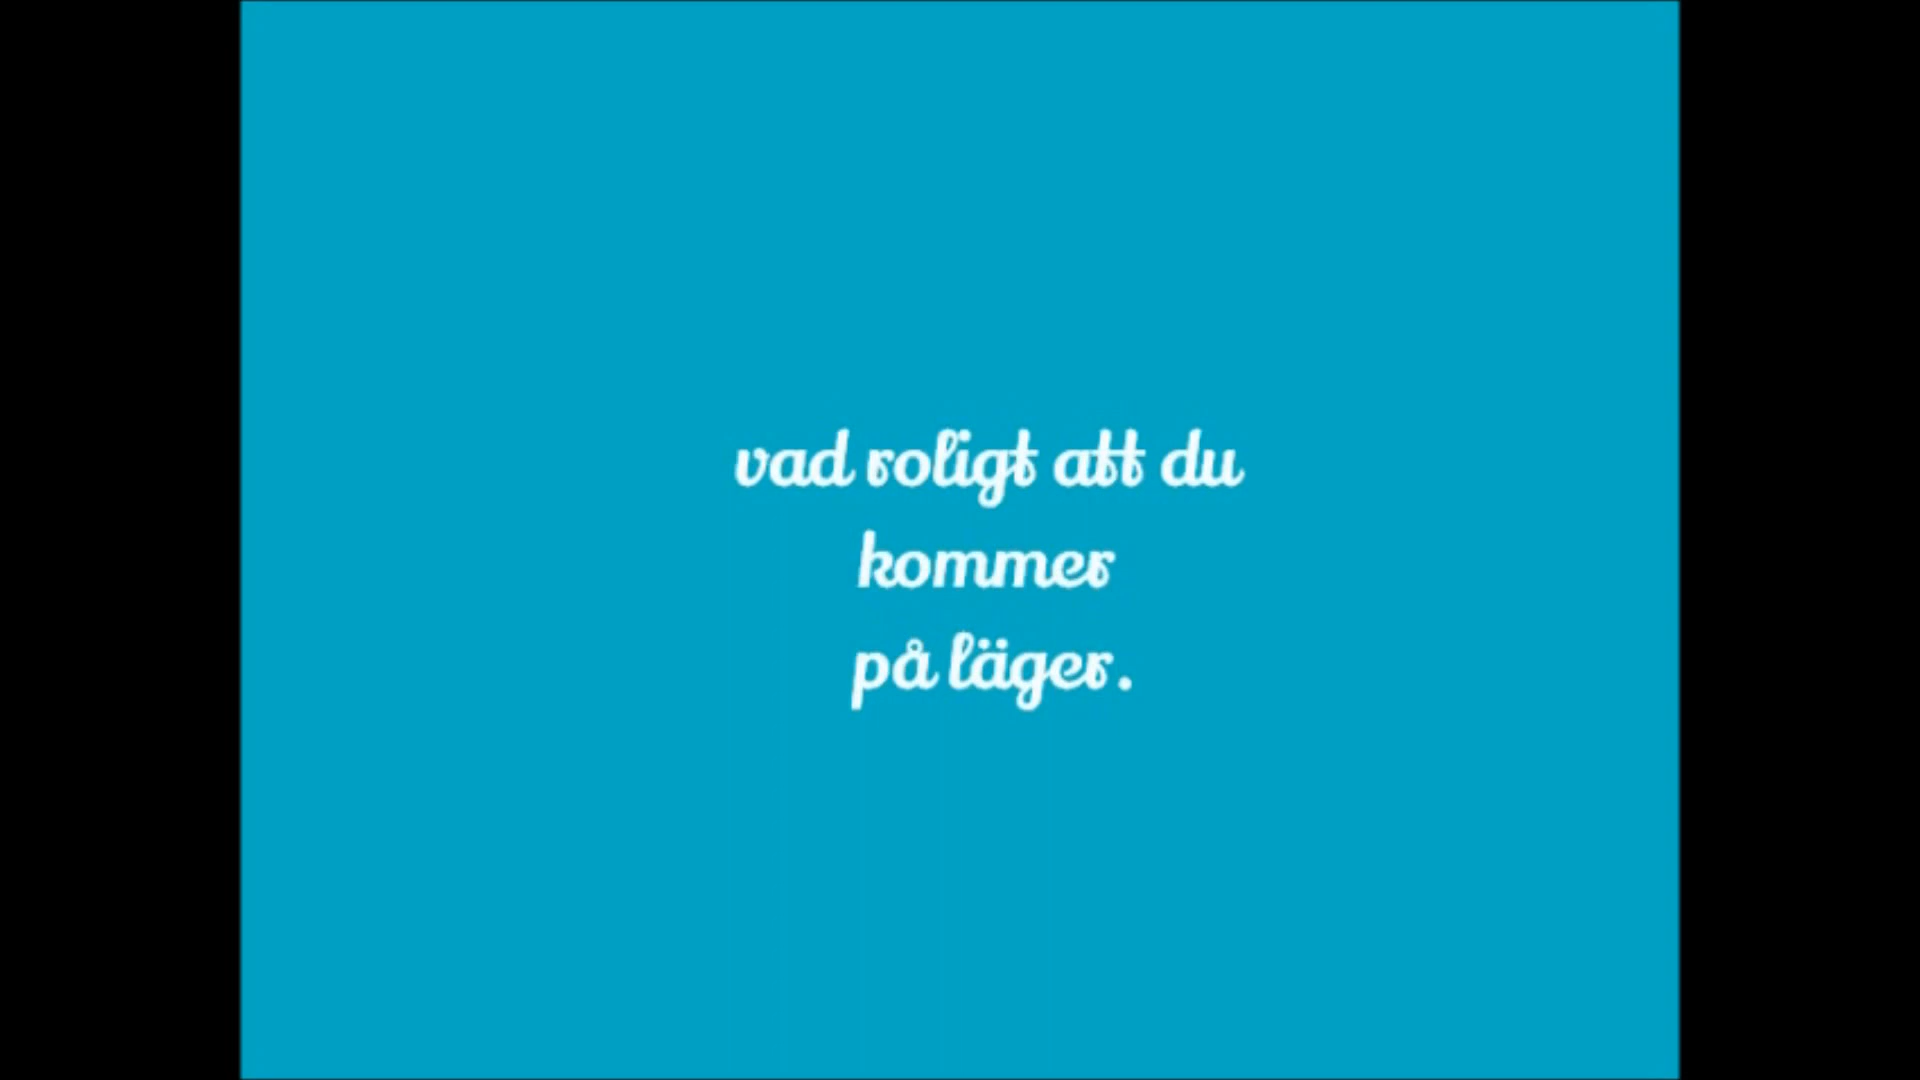 vad roligt att du
kommer
på läger.